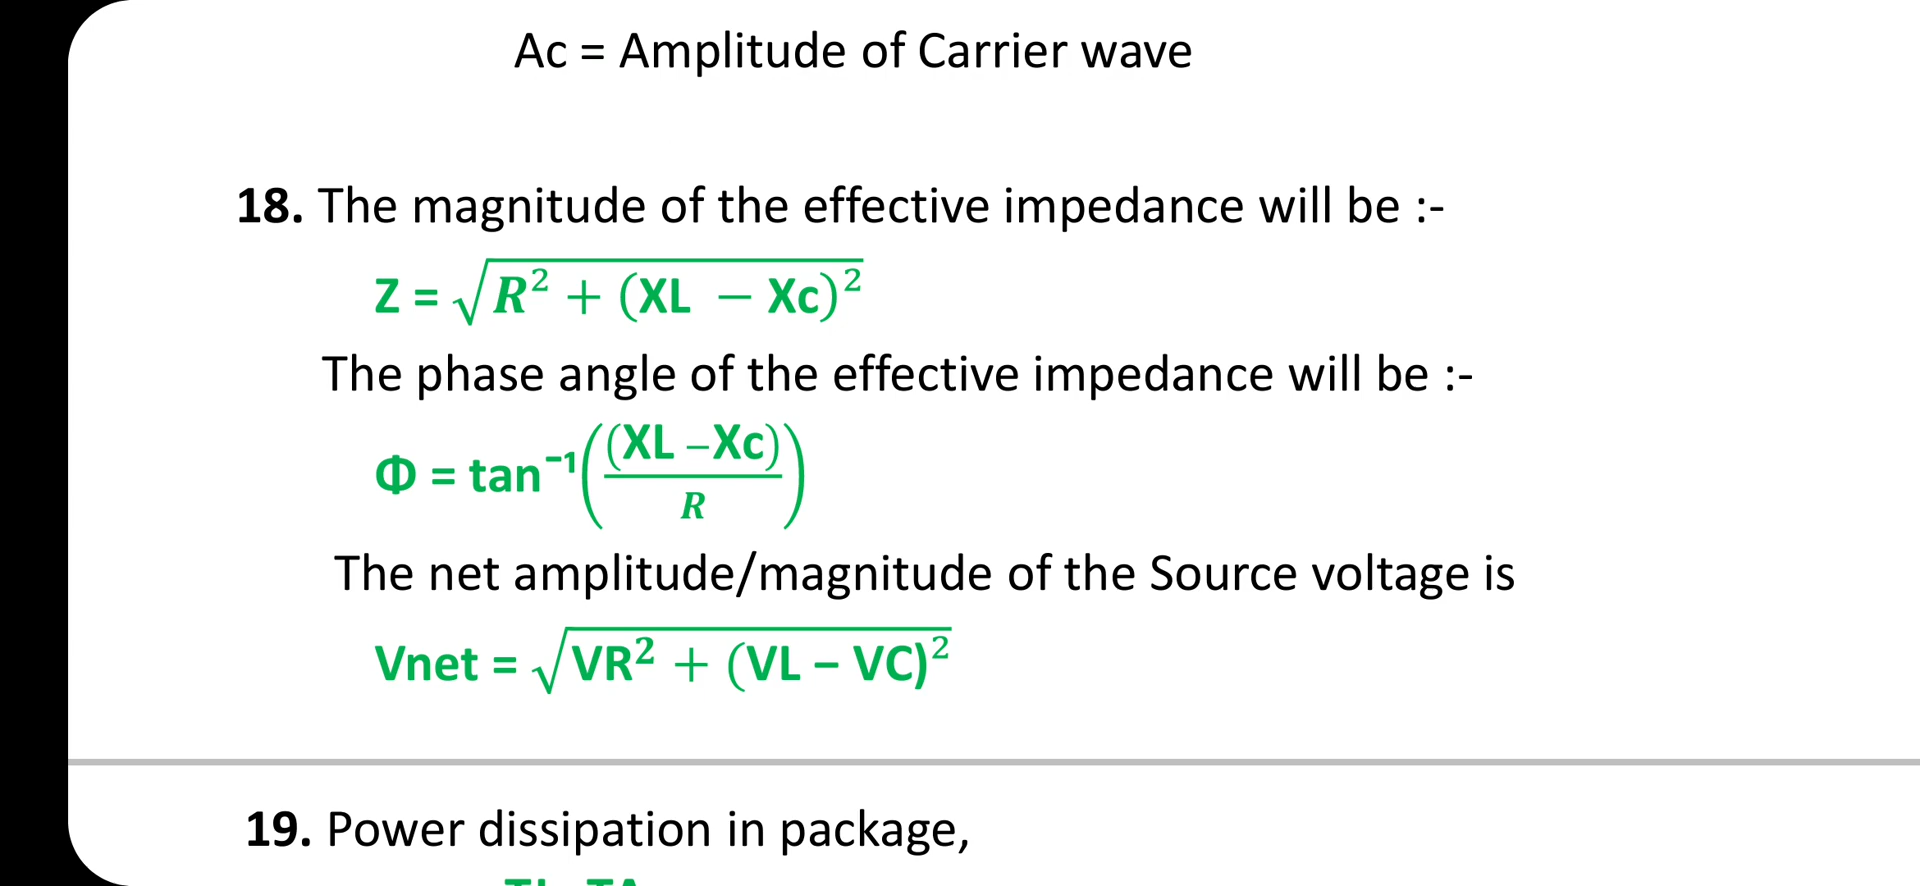 Ac = Amplitude of Carrier wave
18. The magnitude of the effective impedance will be :-
Z = √(R² + (XL − Xc)²)
The phase angle of the effective impedance will be :-
Φ = tan⁻¹((XL −Xc)/R)
The net amplitude/magnitude of the Source voltage is
Vnet = √(VR² + (VL – VC)²)
19. Power dissipation in package,